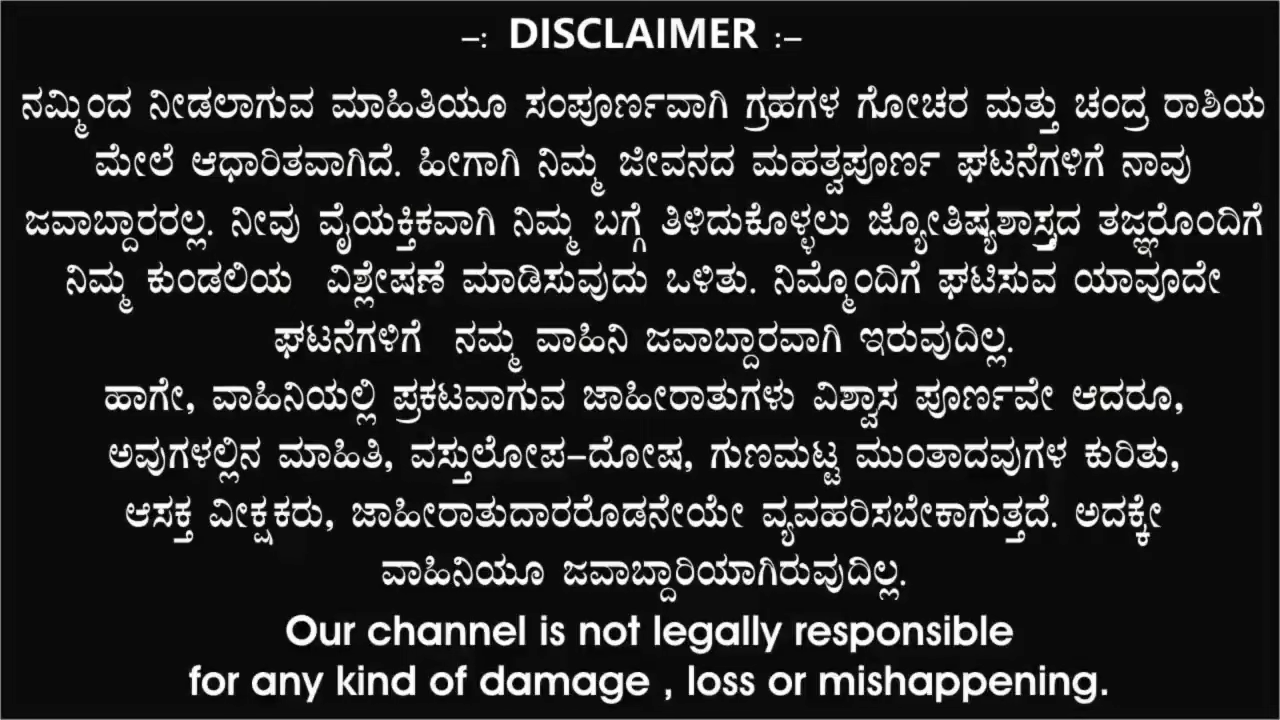 –: DISCLAIMER :–
ನಮ್ಮಿಂದ ನೀಡಲಾಗುವ ಮಾಹಿತಿಯೂ ಸಂಪೂರ್ಣವಾಗಿ ಗ್ರಹಗಳ ಗೋಚರ ಮತ್ತು ಚಂದ್ರ ರಾಶಿಯ
ಮೇಲೆ ಆಧಾರಿತವಾಗಿದೆ. ಹೀಗಾಗಿ ನಿಮ್ಮ ಜೀವನದ ಮಹತ್ವಪೂರ್ಣ ಘಟನೆಗಳಿಗೆ ನಾವು
ಜವಾಬ್ದಾರರಲ್ಲ. ನೀವು ವೈಯಕ್ತಿಕವಾಗಿ ನಿಮ್ಮ ಬಗ್ಗೆ ತಿಳಿದುಕೊಳ್ಳಲು ಜ್ಯೋತಿಷ್ಯಶಾಸ್ತ್ರದ ತಜ್ಞರೊಂದಿಗೆ
ನಿಮ್ಮ ಕುಂಡಲಿಯ ವಿಶ್ಲೇಷಣೆ ಮಾಡಿಸುವುದು ಒಳಿತು. ನಿಮ್ಮೊಂದಿಗೆ ಘಟಿಸುವ ಯಾವೂದೇ
ಘಟನೆಗಳಿಗೆ ನಮ್ಮ ವಾಹಿನಿ ಜವಾಬ್ದಾರವಾಗಿ ಇರುವುದಿಲ್ಲ.
ಹಾಗೇ, ವಾಹಿನಿಯಲ್ಲಿ ಪ್ರಕಟವಾಗುವ ಜಾಹೀರಾತುಗಳು ವಿಶ್ವಾಸ ಪೂರ್ಣವೇ ಆದರೂ,
ಅವುಗಳಲ್ಲಿನ ಮಾಹಿತಿ, ವಸ್ತುಲೋಪ–ದೋಷ, ಗುಣಮಟ್ಟ ಮುಂತಾದವುಗಳ ಕುರಿತು,
ಆಸಕ್ತ ವೀಕ್ಷಕರು, ಜಾಹೀರಾತುದಾರರೊಡನೇಯೇ ವ್ಯವಹರಿಸಬೇಕಾಗುತ್ತದೆ. ಅದಕ್ಕೇ
ವಾಹಿನಿಯೂ ಜವಾಬ್ದಾರಿಯಾಗಿರುವುದಿಲ್ಲ.
Our channel is not legally responsible
for any kind of damage , loss or mishappening.